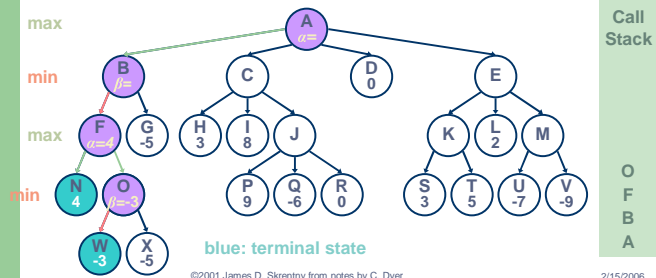 max
A
α=
Call
Stack
min
B
β=
C
D
0
E
max
F
α=4
G
-5
H
3
I
8
J
K
L
2
M
min
N
4
O
β=-3
P
9
Q
-6
R
0
S
3
T
5
U
-7
V
-9
O
F
B
A
W
-3
X
-5
blue: terminal state
©2001 James D. Skrentny from notes by C. Dyer
2/15/2006